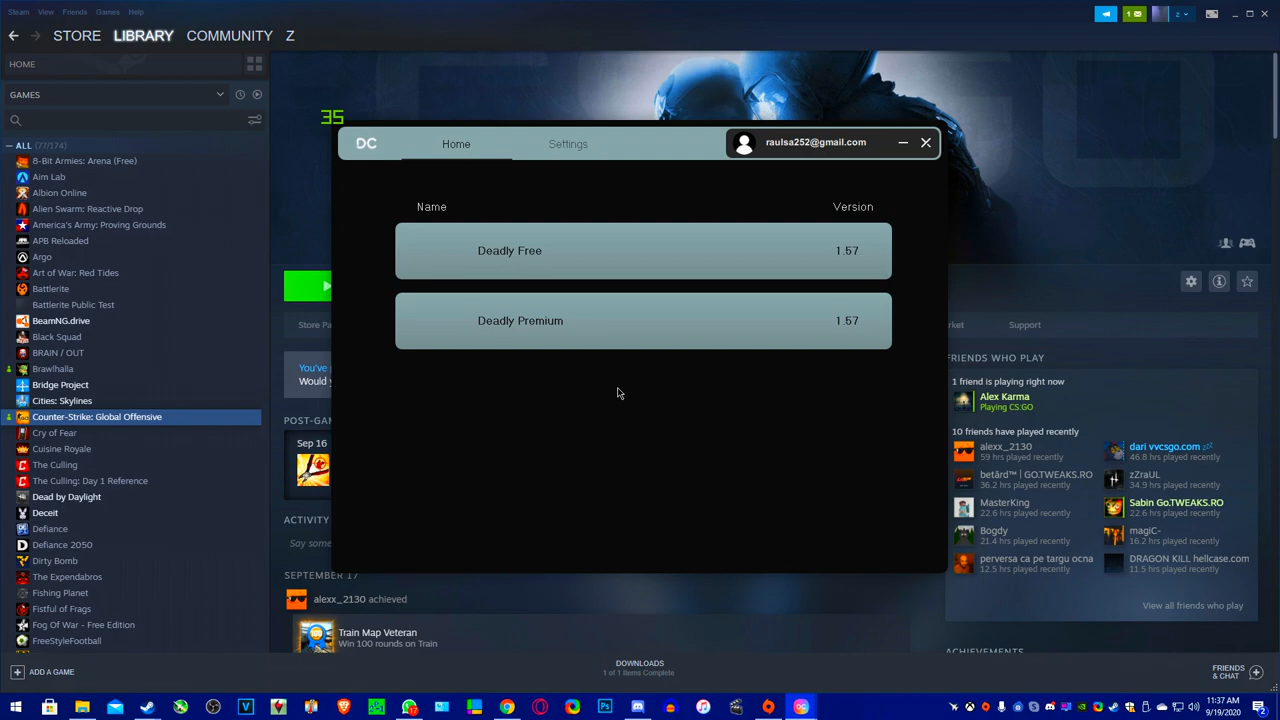 Steam View Friends Games Help
1
z
STORE LIBRARY COMMUNITY Z
HOME
GAMES
ALL (77/174)
8-Bit Armies: Arena (Free)
Aim Lab
Albion Online
Alien Swarm: Reactive Drop
America's Army: Proving Grounds
APB Reloaded
Argo
Art of War: Red Tides
Battlerite
Battlerite Public Test
BeamNG.drive
Black Squad
BRAIN / OUT
Brawlhalla
Bridge Project
Cities: Skylines
Counter-Strike: Global Offensive
Cry of Fear
Cuisine Royale
The Culling
The Culling: Day 1 Reference
Dead by Daylight
Deceit
Defiance
Defiance 2050
Dirty Bomb
The Expendabros
Fishing Planet
Fistful of Frags
Fog Of War - Free Edition
FreeStyleFootball
35
DC Home Settings raulsa252@gmail.com
Name Version
Deadly Free 1.57
Deadly Premium 1.57
Store Pa
rket Support
You've
Would y
POST-GAM
Sep 16
ACTIVITY
Say some
SEPTEMBER 17
alexx_2130 achieved
100
Train Map Veteran
Win 100 rounds on Train
FRIENDS WHO PLAY
1 friend is playing right now
Alex Karma
Playing CS:GO
10 friends have played recently
alexx_2130
59 hrs played recently
dari vvcsgo.com zZ
46.8 hrs played recently
betărd™ | GO.TWEAKS.RO
36.2 hrs played recently
zZraUL
34.9 hrs played recently
MasterKing
22.6 hrs played recently
Sabin Go.TWEAKS.RO
22.6 hrs played recently
Bogdy
21.4 hrs played recently
magiC-
16.2 hrs played recently
perversa ca pe targu ocna
12.5 hrs played recently
DRAGON KILL hellcase.com
11.5 hrs played recently
View all friends who play
ACHIEVEMENTS
ADD A GAME
DOWNLOADS
1 of 1 Items Complete
FRIENDS
& CHAT
11:37 AM
9/19/2020